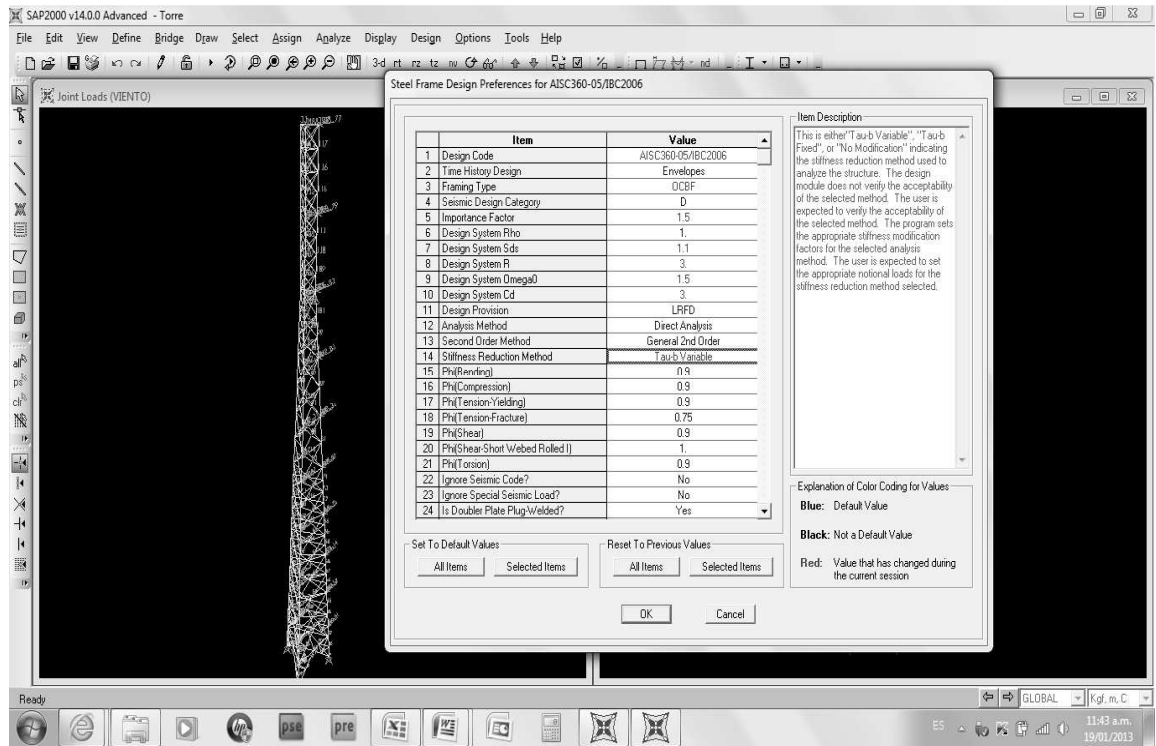 SAP2000 v14.0.0 Advanced - Torre
File Edit View Define Bridge Draw Select Assign Analyze Display Design Options Tools Help
3-d rt rz tz nv nd
Joint Loads (VIENTO)
Steel Frame Design Preferences for AISC360-05/IBC2006
Item Value
1 Design Code AISC360-05/IBC2006
2 Time History Design Envelopes
3 Framing Type OCBF
4 Seismic Design Category D
5 Importance Factor 1.5
6 Design System Rho 1.
7 Design System Sds 1.1
8 Design System R 3.
9 Design System Omega0 1.5
10 Design System Cd 3.
11 Design Provision LRFD
12 Analysis Method Direct Analysis
13 Second Order Method General 2nd Order
14 Stiffness Reduction Method Tau-b Variable
15 Phi(Bending) 0.9
16 Phi(Compression) 0.9
17 Phi(Tension-Yielding) 0.9
18 Phi(Tension-Fracture) 0.75
19 Phi(Shear) 0.9
20 Phi(Shear-Short Webed Rolled I) 1.
21 Phi(Torsion) 0.9
22 Ignore Seismic Code? No
23 Ignore Special Seismic Load? No
24 Is Doubler Plate Plug-Welded? Yes
Set To Default Values
All Items Selected Items
Reset To Previous Values
All Items Selected Items
OK Cancel
Item Description
This is either"Tau-b Variable", "Tau-b
Fixed", or "No Modification" indicating
the stiffness reduction method used to
analyze the structure. The design
module does not verify the acceptability
of the selected method. The user is
expected to verify the acceptability of
the selected method. The program sets
the appropriate stiffness modification
factors for the selected analysis
method. The user is expected to set
the appropriate notional loads for the
stiffness reduction method selected.
Explanation of Color Coding for Values
Blue: Default Value
Black: Not a Default Value
Red: Value that has changed during
the current session
all
ps
clr
Ready GLOBAL Kgf, m, C
hp pse pre ES 11:43 a.m.
19/01/2013